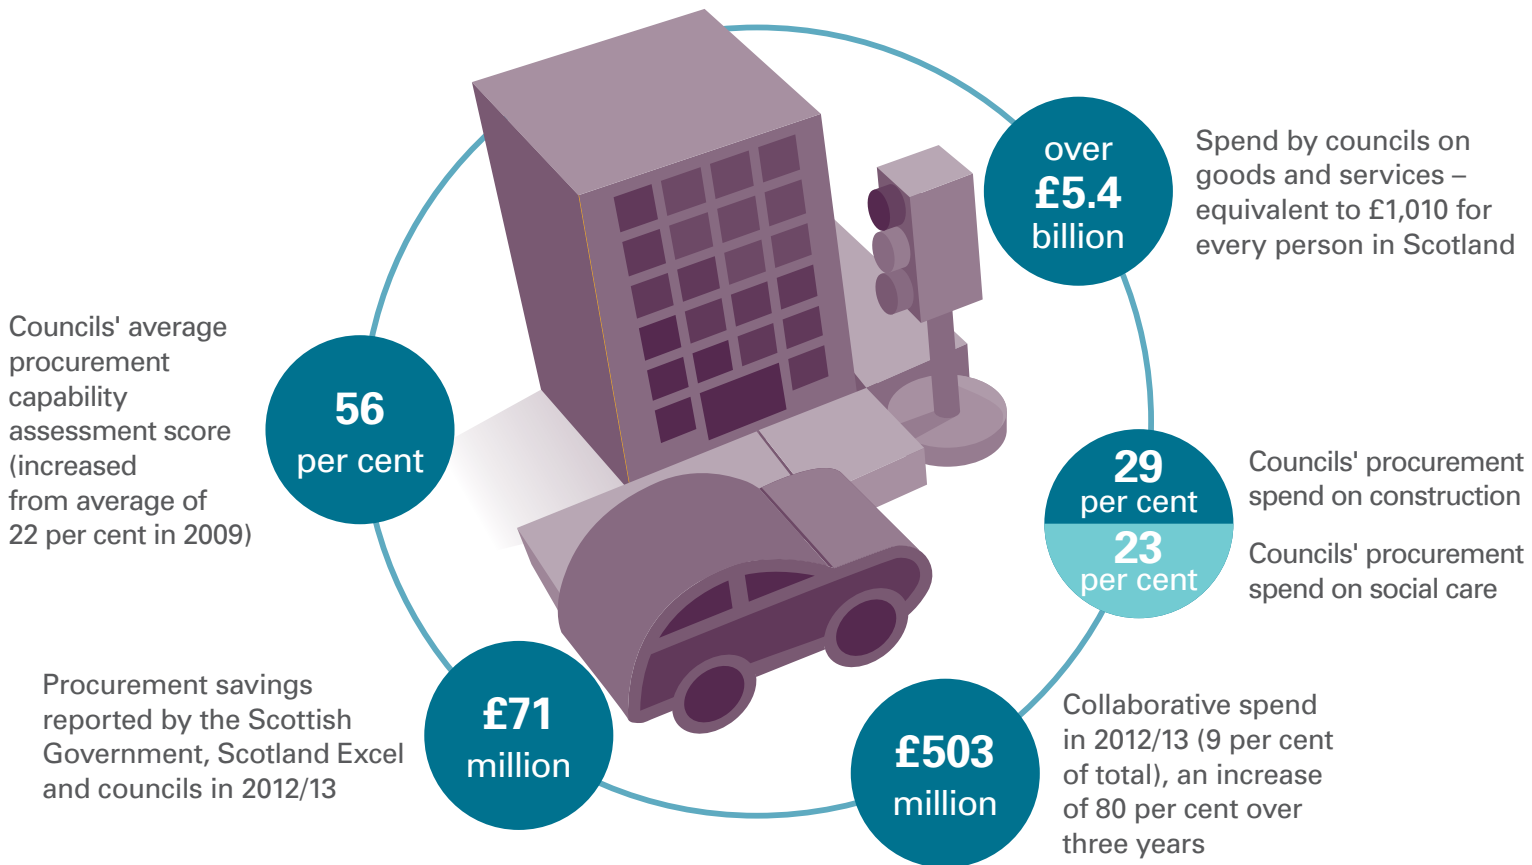 over
£5.4
billion
Spend by councils on
goods and services –
equivalent to £1,010 for
every person in Scotland
29
per cent
Councils' procurement
spend on construction
23
per cent
Councils' procurement
spend on social care
£503
million
Collaborative spend
in 2012/13 (9 per cent
of total), an increase
of 80 per cent over
three years
£71
million
Procurement savings
reported by the Scottish
Government, Scotland Excel
and councils in 2012/13
56
per cent
Councils' average
procurement
capability
assessment score
(increased
from average of
22 per cent in 2009)